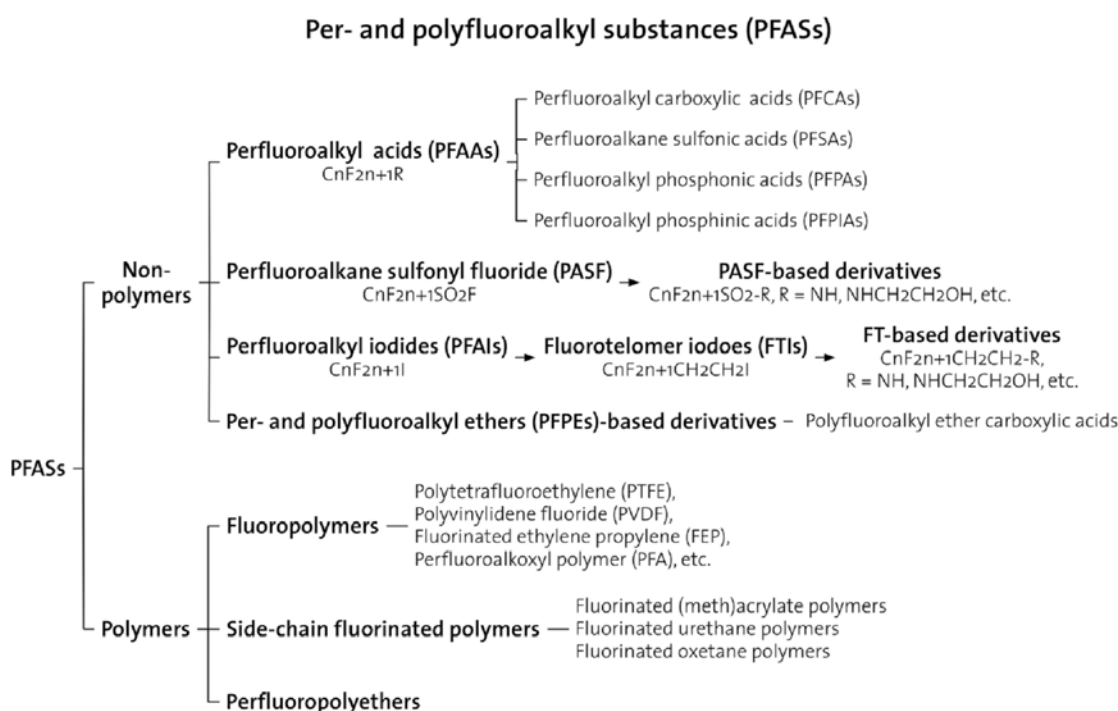 Per- and polyfluoroalkyl substances (PFASs)
Perfluoroalkyl carboxylic acids (PFCAs)
Perfluoroalkyl acids (PFAAs)
CnF2n+1R
Perfluoroalkane sulfonic acids (PFSAs)
Perfluoroalkyl phosphonic acids (PFPAs)
Perfluoroalkyl phosphinic acids (PFPIAs)
Non-
polymers
Perfluoroalkane sulfonyl fluoride (PASF)
CnF2n+1SO2F
PASF-based derivatives
CnF2n+1SO2-R, R = NH, NHCH2CH2OH, etc.
Perfluoroalkyl iodides (PFAIs)
CnF2n+1I
Fluorotelomer iodoes (FTIs)
CnF2n+1CH2CH2I
FT-based derivatives
CnF2n+1CH2CH2-R,
R = NH, NHCH2CH2OH, etc.
Per- and polyfluoroalkyl ethers (PFPEs)-based derivatives – Polyfluoroalkyl ether carboxylic acids
PFASs
Fluoropolymers
Polytetrafluoroethylene (PTFE),
Polyvinylidene fluoride (PVDF),
Fluorinated ethylene propylene (FEP),
Perfluoroalkoxyl polymer (PFA), etc.
Polymers
Side-chain fluorinated polymers
Fluorinated (meth)acrylate polymers
Fluorinated urethane polymers
Fluorinated oxetane polymers
Perfluoropolyethers